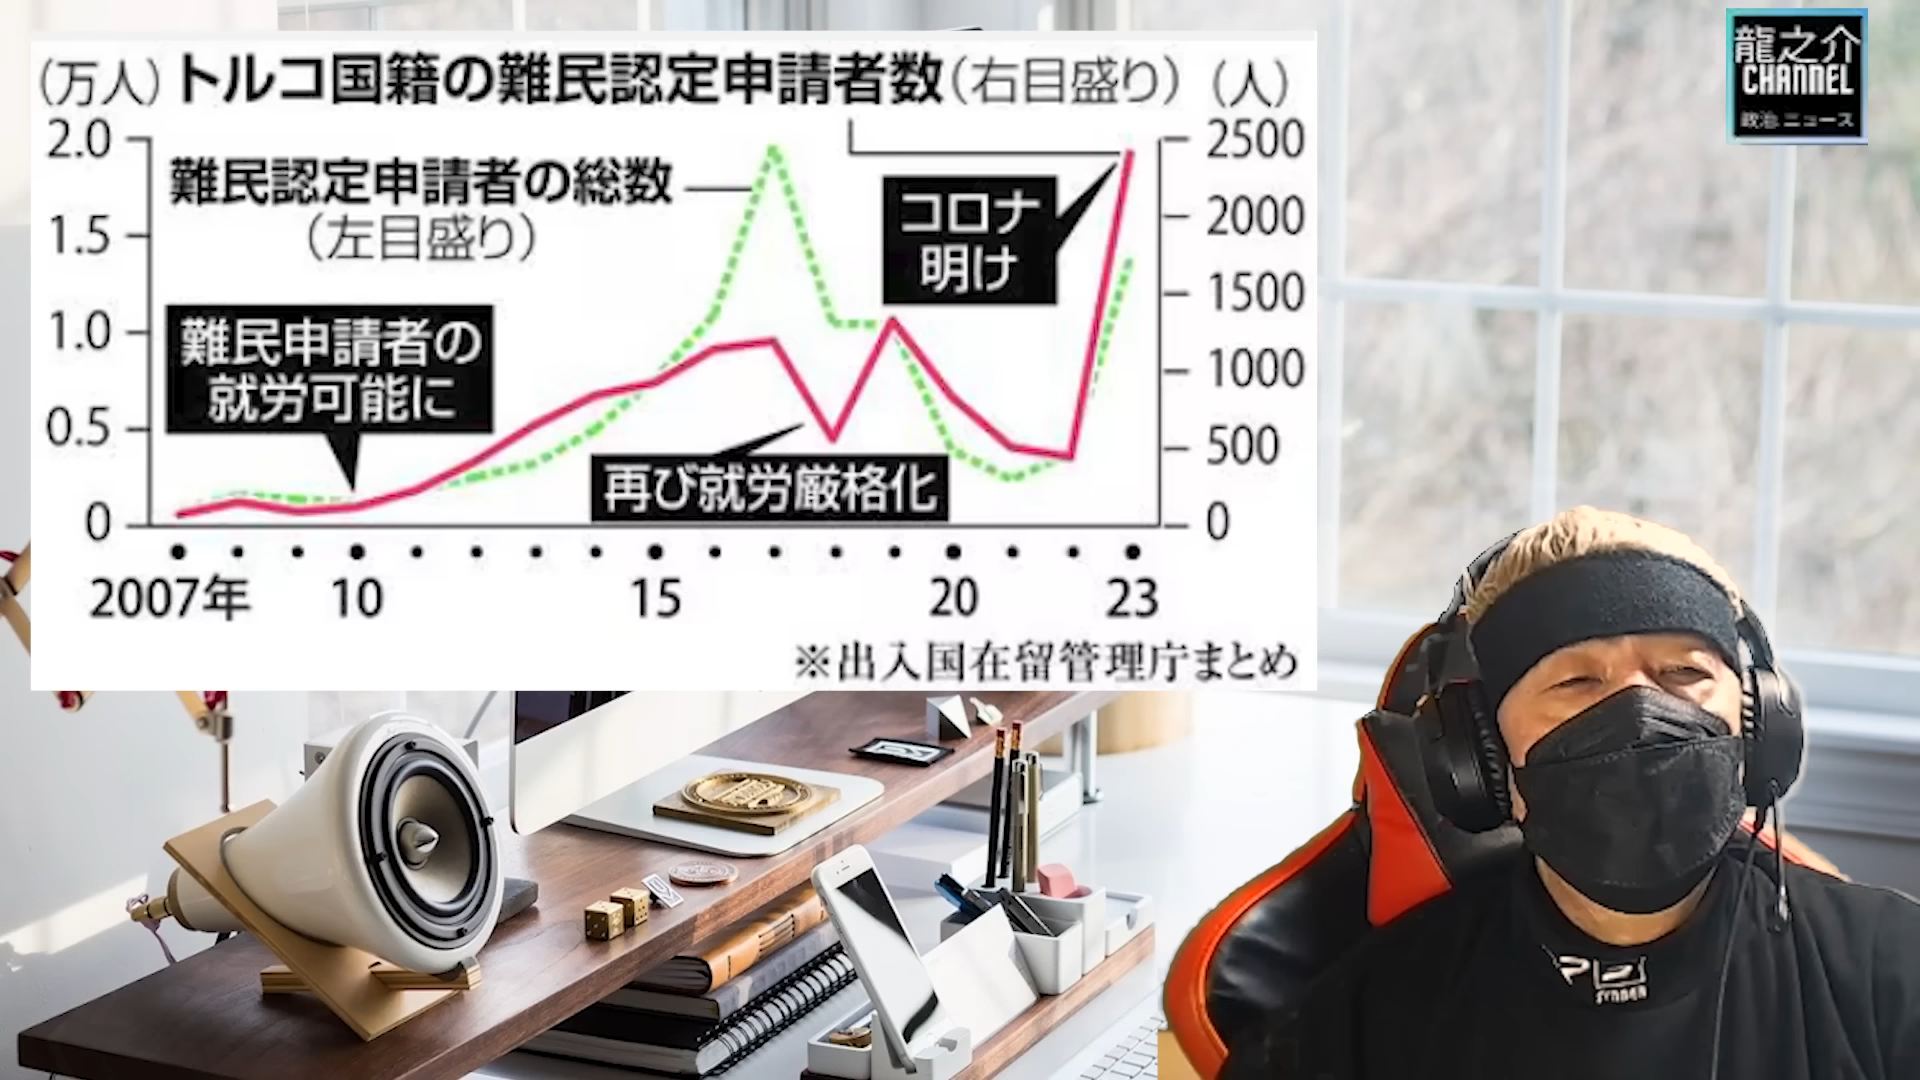 (万人)トルコ国籍の難民認定申請者数(右目盛り)(人)
2.0
1.5
1.0
0.5
0
難民認定申請者の総数
(左目盛り)
難民申請者の
就労可能に
再び就労厳格化
コロナ
明け
2500
2000
1500
1000
500
0
2007年 10 15 20 23
※出入国在留管理庁まとめ
龍之介
CHANNEL
政治 ニュース